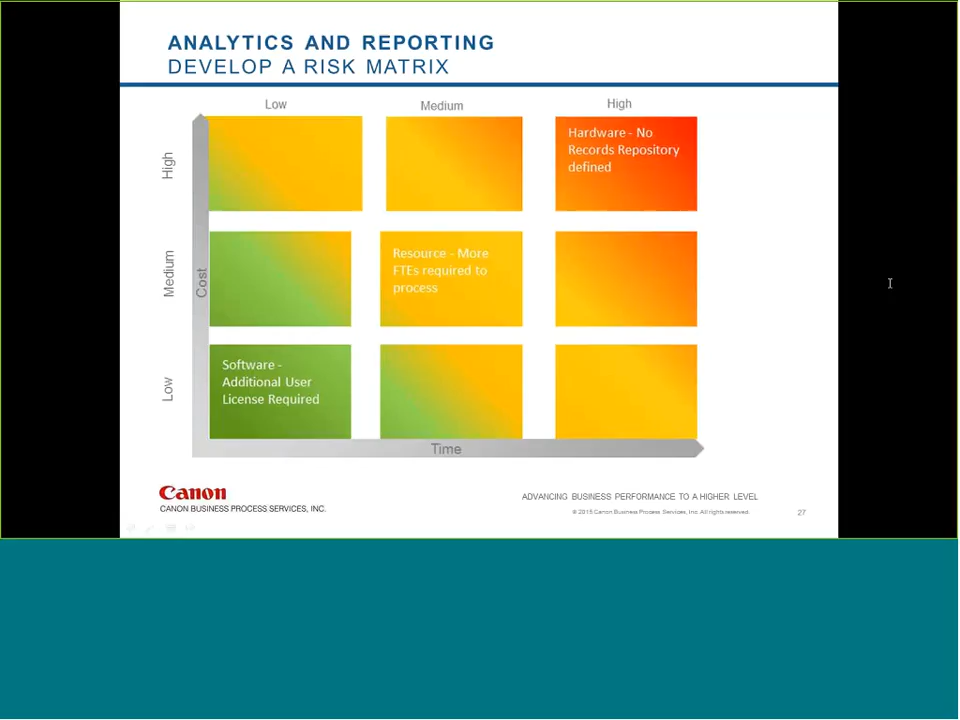 ANALYTICS AND REPORTING
DEVELOP A RISK MATRIX
Low
Medium
High
High
Hardware - No
Records Repository
defined
Medium
Cost
Resource - More
FTEs required to
process
Low
Software -
Additional User
License Required
Time
Canon
CANON BUSINESS PROCESS SERVICES, INC.
ADVANCING BUSINESS PERFORMANCE TO A HIGHER LEVEL
© 2015 Canon Business Process Services, Inc. All rights reserved.
27